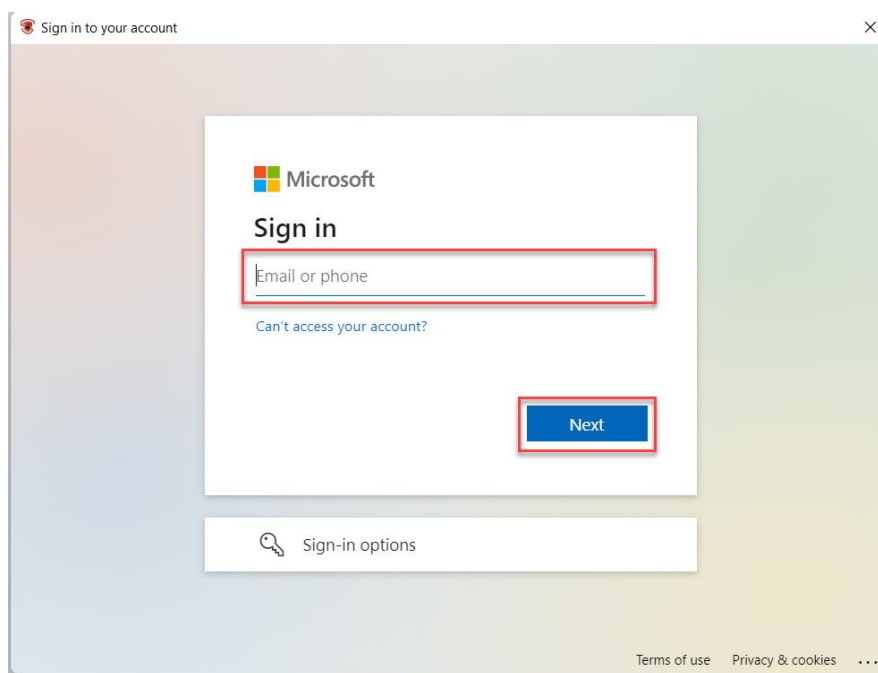 Sign in to your account
Microsoft
Sign in
Email or phone
Can't access your account?
Next
Sign-in options
Terms of use Privacy & cookies ...